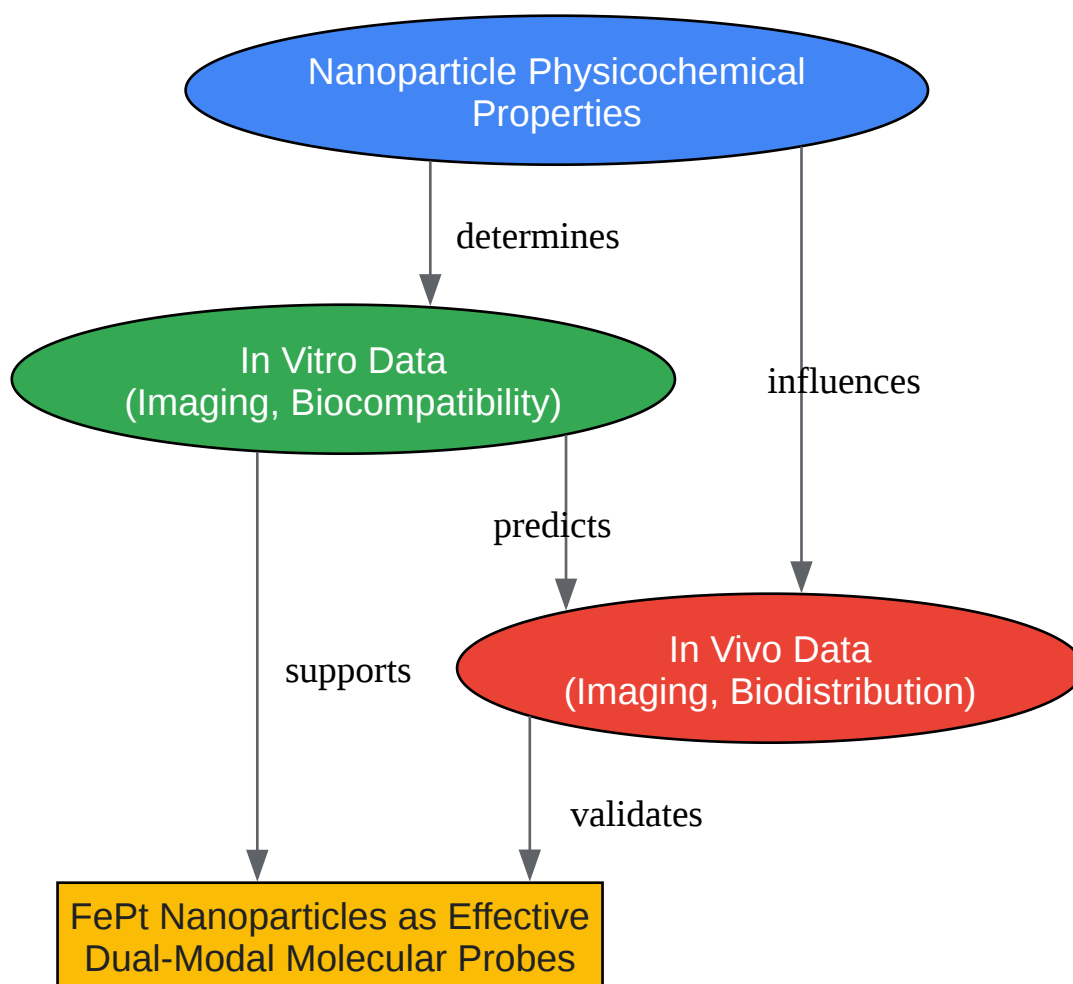 Nanoparticle Physicochemical
Properties
determines
In Vitro Data
(Imaging, Biocompatibility)
influences
predicts
In Vivo Data
(Imaging, Biodistribution)
supports
validates
FePt Nanoparticles as Effective
Dual-Modal Molecular Probes